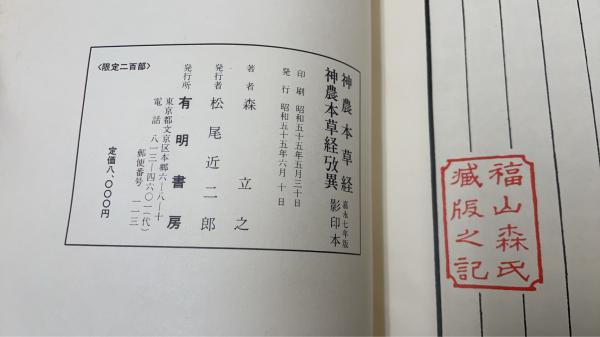 福山森氏
蔵版之記
神農本草経
神農本草経攷異
嘉永七年版
影印本
印刷 昭和五十五年五月三十日
発行 昭和五十五年六月十日
著者 森立之
発行者 松尾近二郎
発行所 有明書房
東京都文京区本郷六―八―十
電話 八一三―四六〇一(代)
郵便番号 一一三
定価八、〇〇〇円
〈限定二百部〉